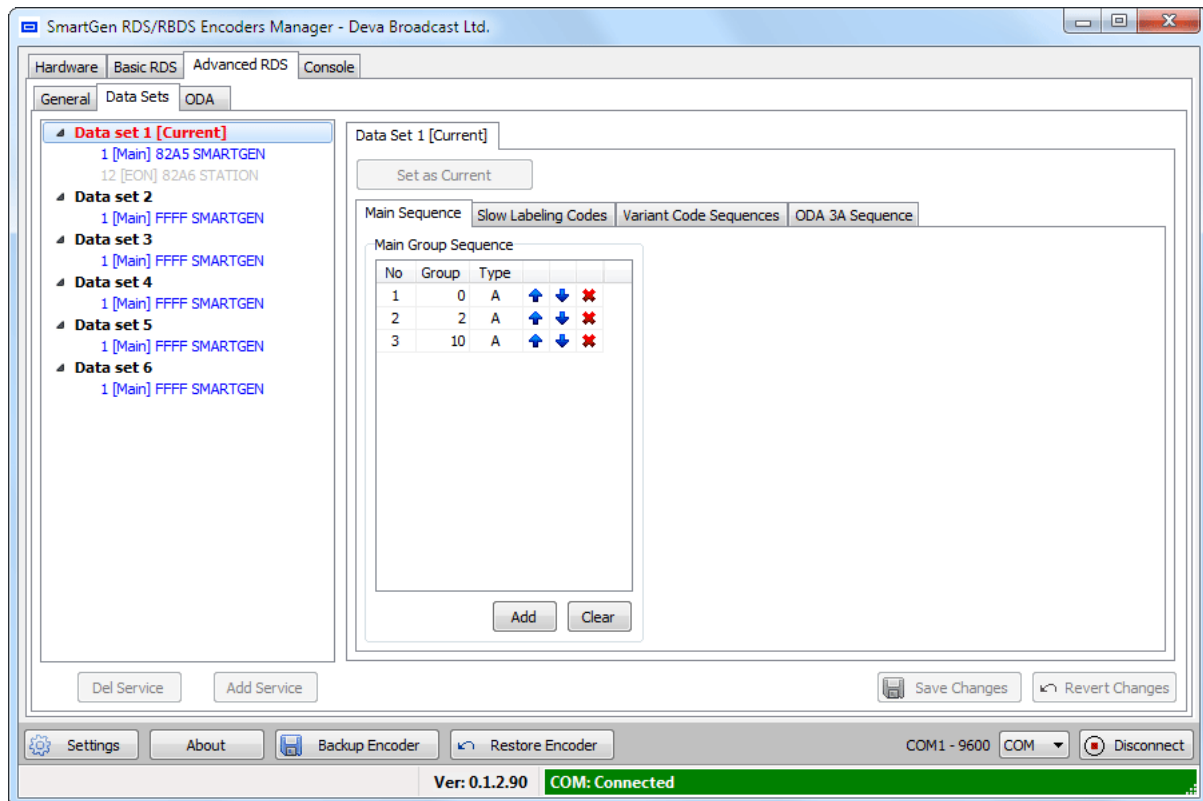 SmartGen RDS/RBDS Encoders Manager - Deva Broadcast Ltd.
Hardware Basic RDS Advanced RDS Console
General Data Sets ODA
Data set 1 [Current]
1 [Main] 82A5 SMARTGEN
12 [EON] 82A6 STATION
Data set 2
1 [Main] FFFF SMARTGEN
Data set 3
1 [Main] FFFF SMARTGEN
Data set 4
1 [Main] FFFF SMARTGEN
Data set 5
1 [Main] FFFF SMARTGEN
Data set 6
1 [Main] FFFF SMARTGEN
Data Set 1 [Current]
Set as Current
Main Sequence Slow Labeling Codes Variant Code Sequences ODA 3A Sequence
Main Group Sequence
No Group Type
1 0 A
2 2 A
3 10 A
Add Clear
Del Service Add Service Save Changes Revert Changes
Settings About Backup Encoder Restore Encoder COM1 - 9600 COM Disconnect
Ver: 0.1.2.90 COM: Connected